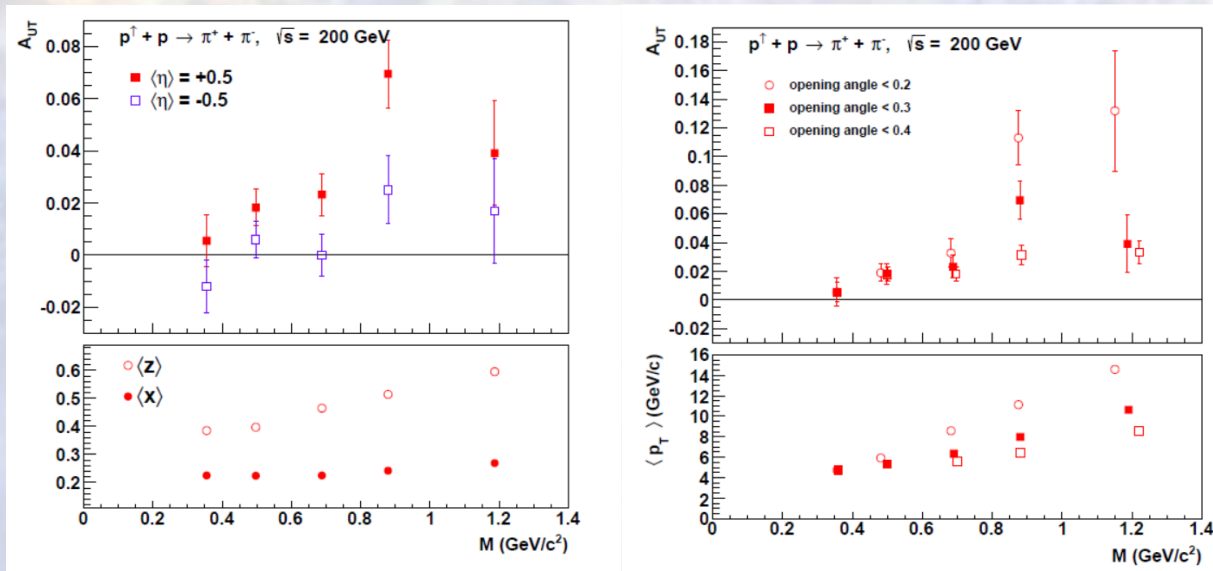 A_UT
p↑ + p → π⁺ + π⁻, √s = 200 GeV
⟨η⟩ = +0.5
⟨η⟩ = -0.5
0.08
0.06
0.04
0.02
0
-0.02
⟨z⟩
⟨x⟩
0.6
0.5
0.4
0.3
0.2
0 0.2 0.4 0.6 0.8 1 1.2 1.4
M (GeV/c²)
A_UT
p↑ + p → π⁺ + π⁻, √s = 200 GeV
opening angle < 0.2
opening angle < 0.3
opening angle < 0.4
0.18
0.16
0.14
0.12
0.1
0.08
0.06
0.04
0.02
0
-0.02
⟨p_T⟩ (GeV/c)
16
14
12
10
8
6
4
2
0
0 0.2 0.4 0.6 0.8 1 1.2 1.4
M (GeV/c²)